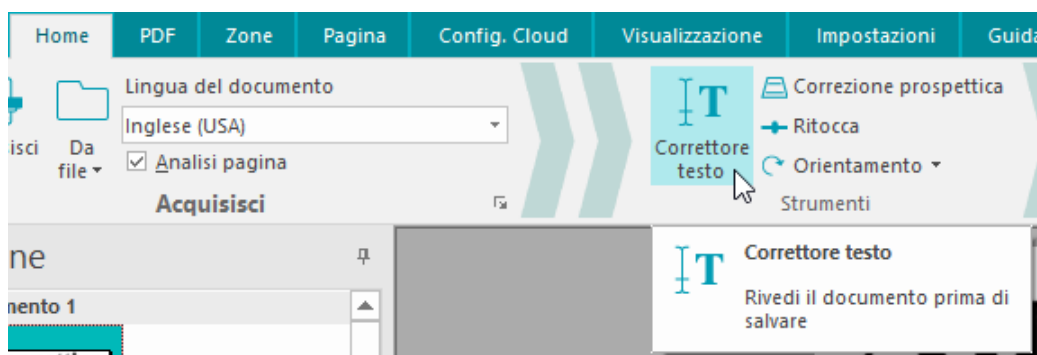 Home PDF Zone Pagina Config. Cloud Visualizzazione Impostazioni Guida
Lingua del documento
Inglese (USA)
Analisi pagina
isci
Da
file
Acquisisci
T
Correttore
testo
Correzione prospettica
Ritocca
Orientamento
Strumenti
ne
mento 1
T
Correttore testo
Rivedi il documento prima di
salvare